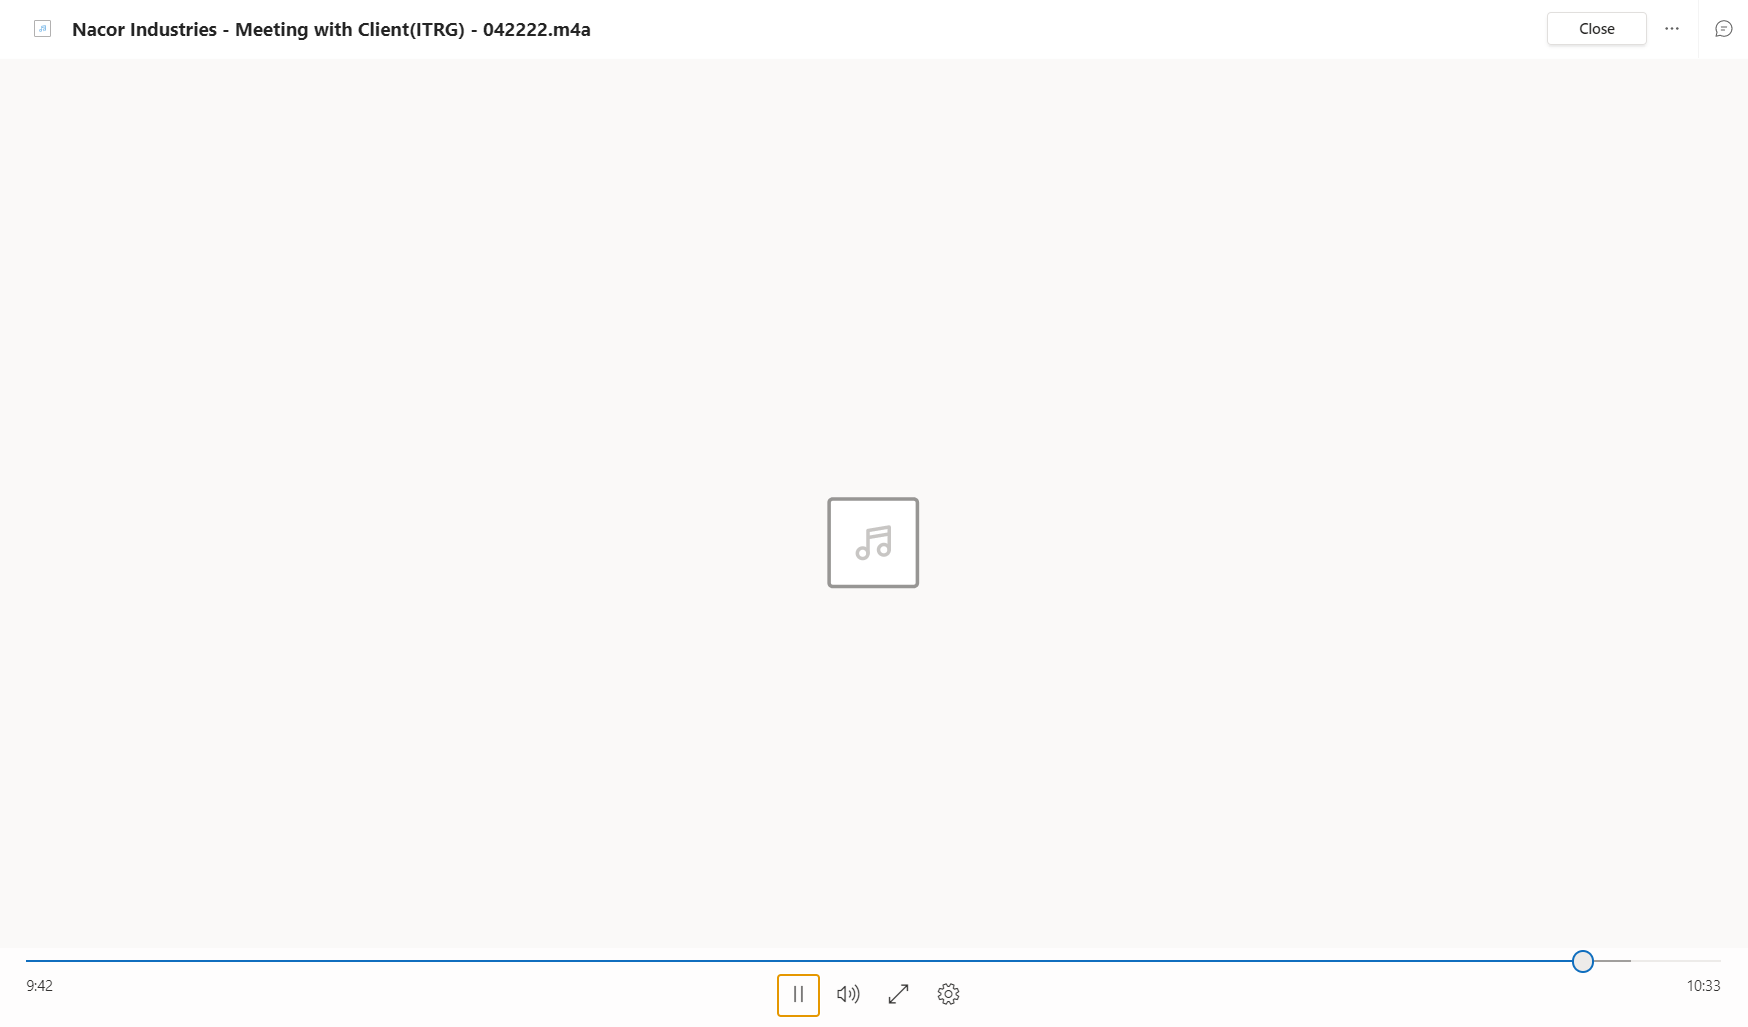 Nacor Industries - Meeting with Client(ITRG) - 042222.m4a
Close
9:42
10:33